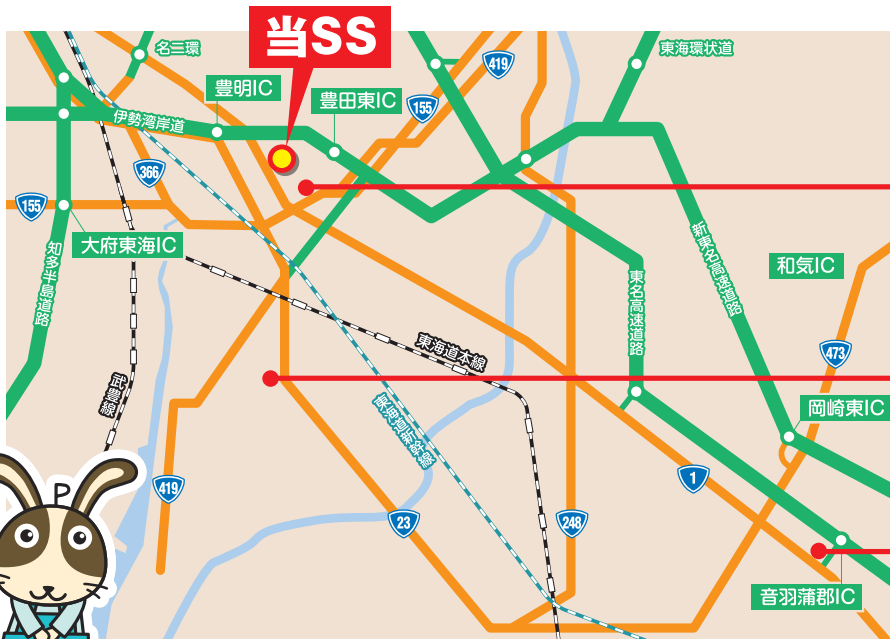 当SS
名二環
419
東海環状道
豊明IC
豊田東IC
155
伊勢湾岸道
366
155
大府東海IC
新東名高速道路
知多半島道路
和気IC
東名高速道路
東海道本線
473
武豊線
東海道新幹線
岡崎東IC
1
419
P
23
248
音羽蒲郡IC